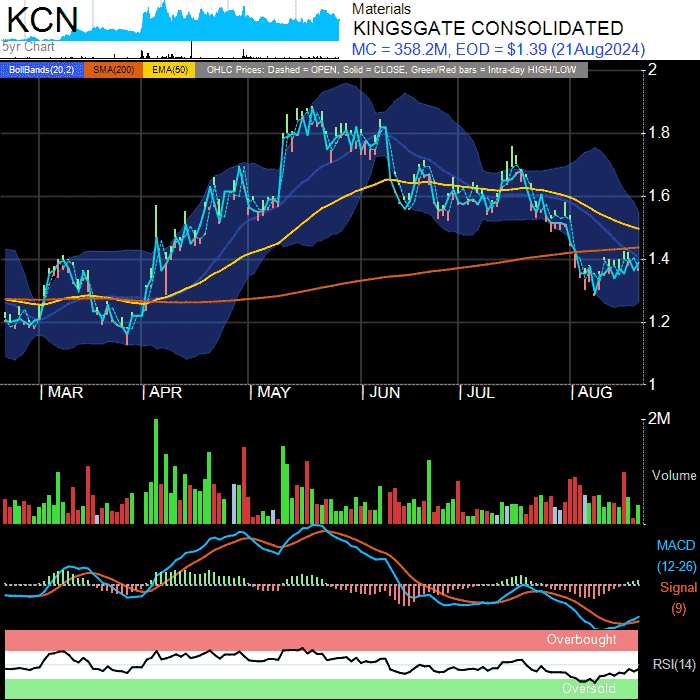 KCN
5yr Chart
Materials
KINGSGATE CONSOLIDATED
MC = 358.2M, EOD = $1.39 (21Aug2024)
BollBands(20,2) SMA(200) EMA(50) OHLC Prices: Dashed = OPEN, Solid = CLOSE, Green/Red bars = Intra-day HIGH/LOW
2
1.8
1.6
1.4
1.2
1
MAR APR MAY JUN JUL AUG
2M
Volume
MACD
(12-26)
Signal
(9)
Overbought
RSI(14)
Oversold